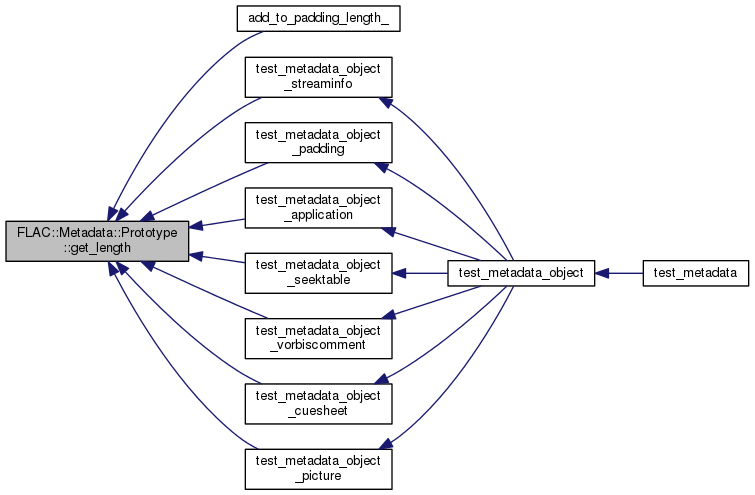 add_to_padding_length_
test_metadata_object
_streaminfo
test_metadata_object
_padding
test_metadata_object
_application
FLAC::Metadata::Prototype
::get_length
test_metadata_object
_seektable
test_metadata_object
test_metadata
test_metadata_object
_vorbiscomment
test_metadata_object
_cuesheet
test_metadata_object
_picture